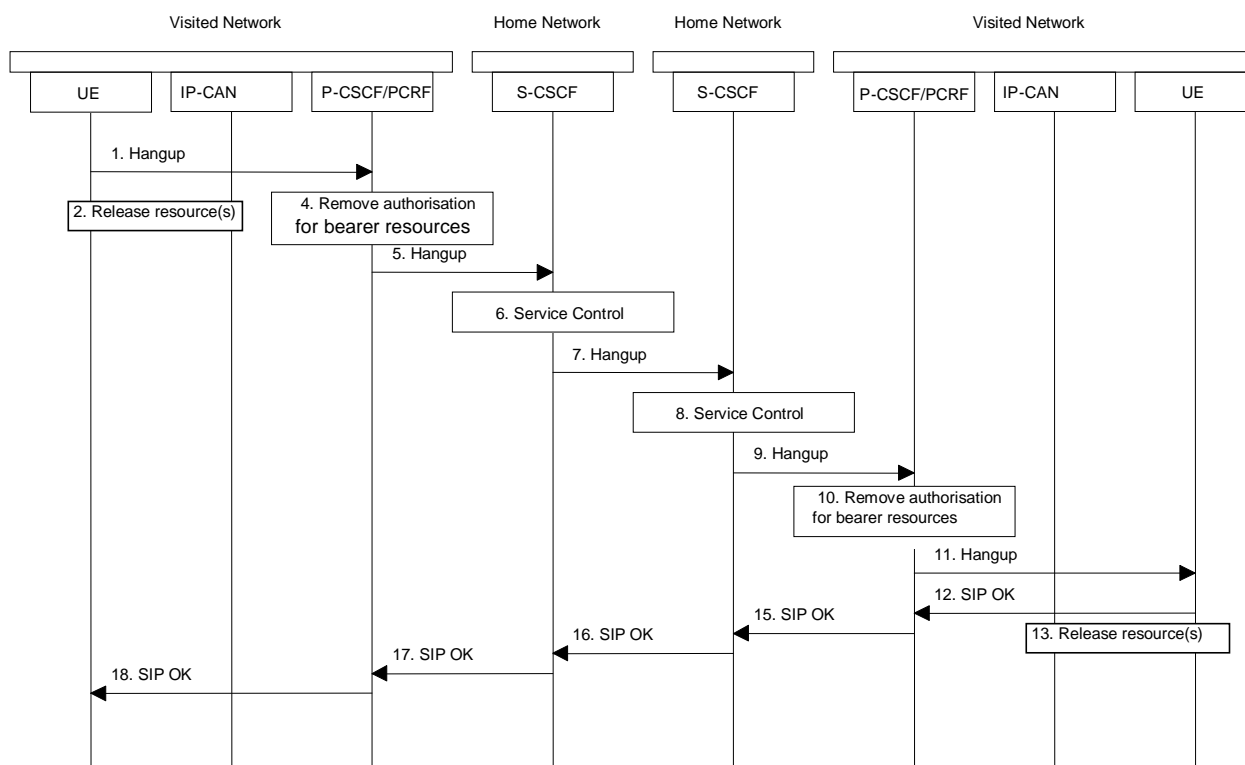 Visited Network
Home Network
Home Network
Visited Network
UE
IP-CAN
P-CSCF/PCRF
S-CSCF
S-CSCF
P-CSCF/PCRF
IP-CAN
UE
1. Hangup
2. Release resource(s)
4. Remove authorisation
for bearer resources
5. Hangup
6. Service Control
7. Hangup
8. Service Control
9. Hangup
10. Remove authorisation
for bearer resources
11. Hangup
12. SIP OK
13. Release resource(s)
15. SIP OK
16. SIP OK
17. SIP OK
18. SIP OK